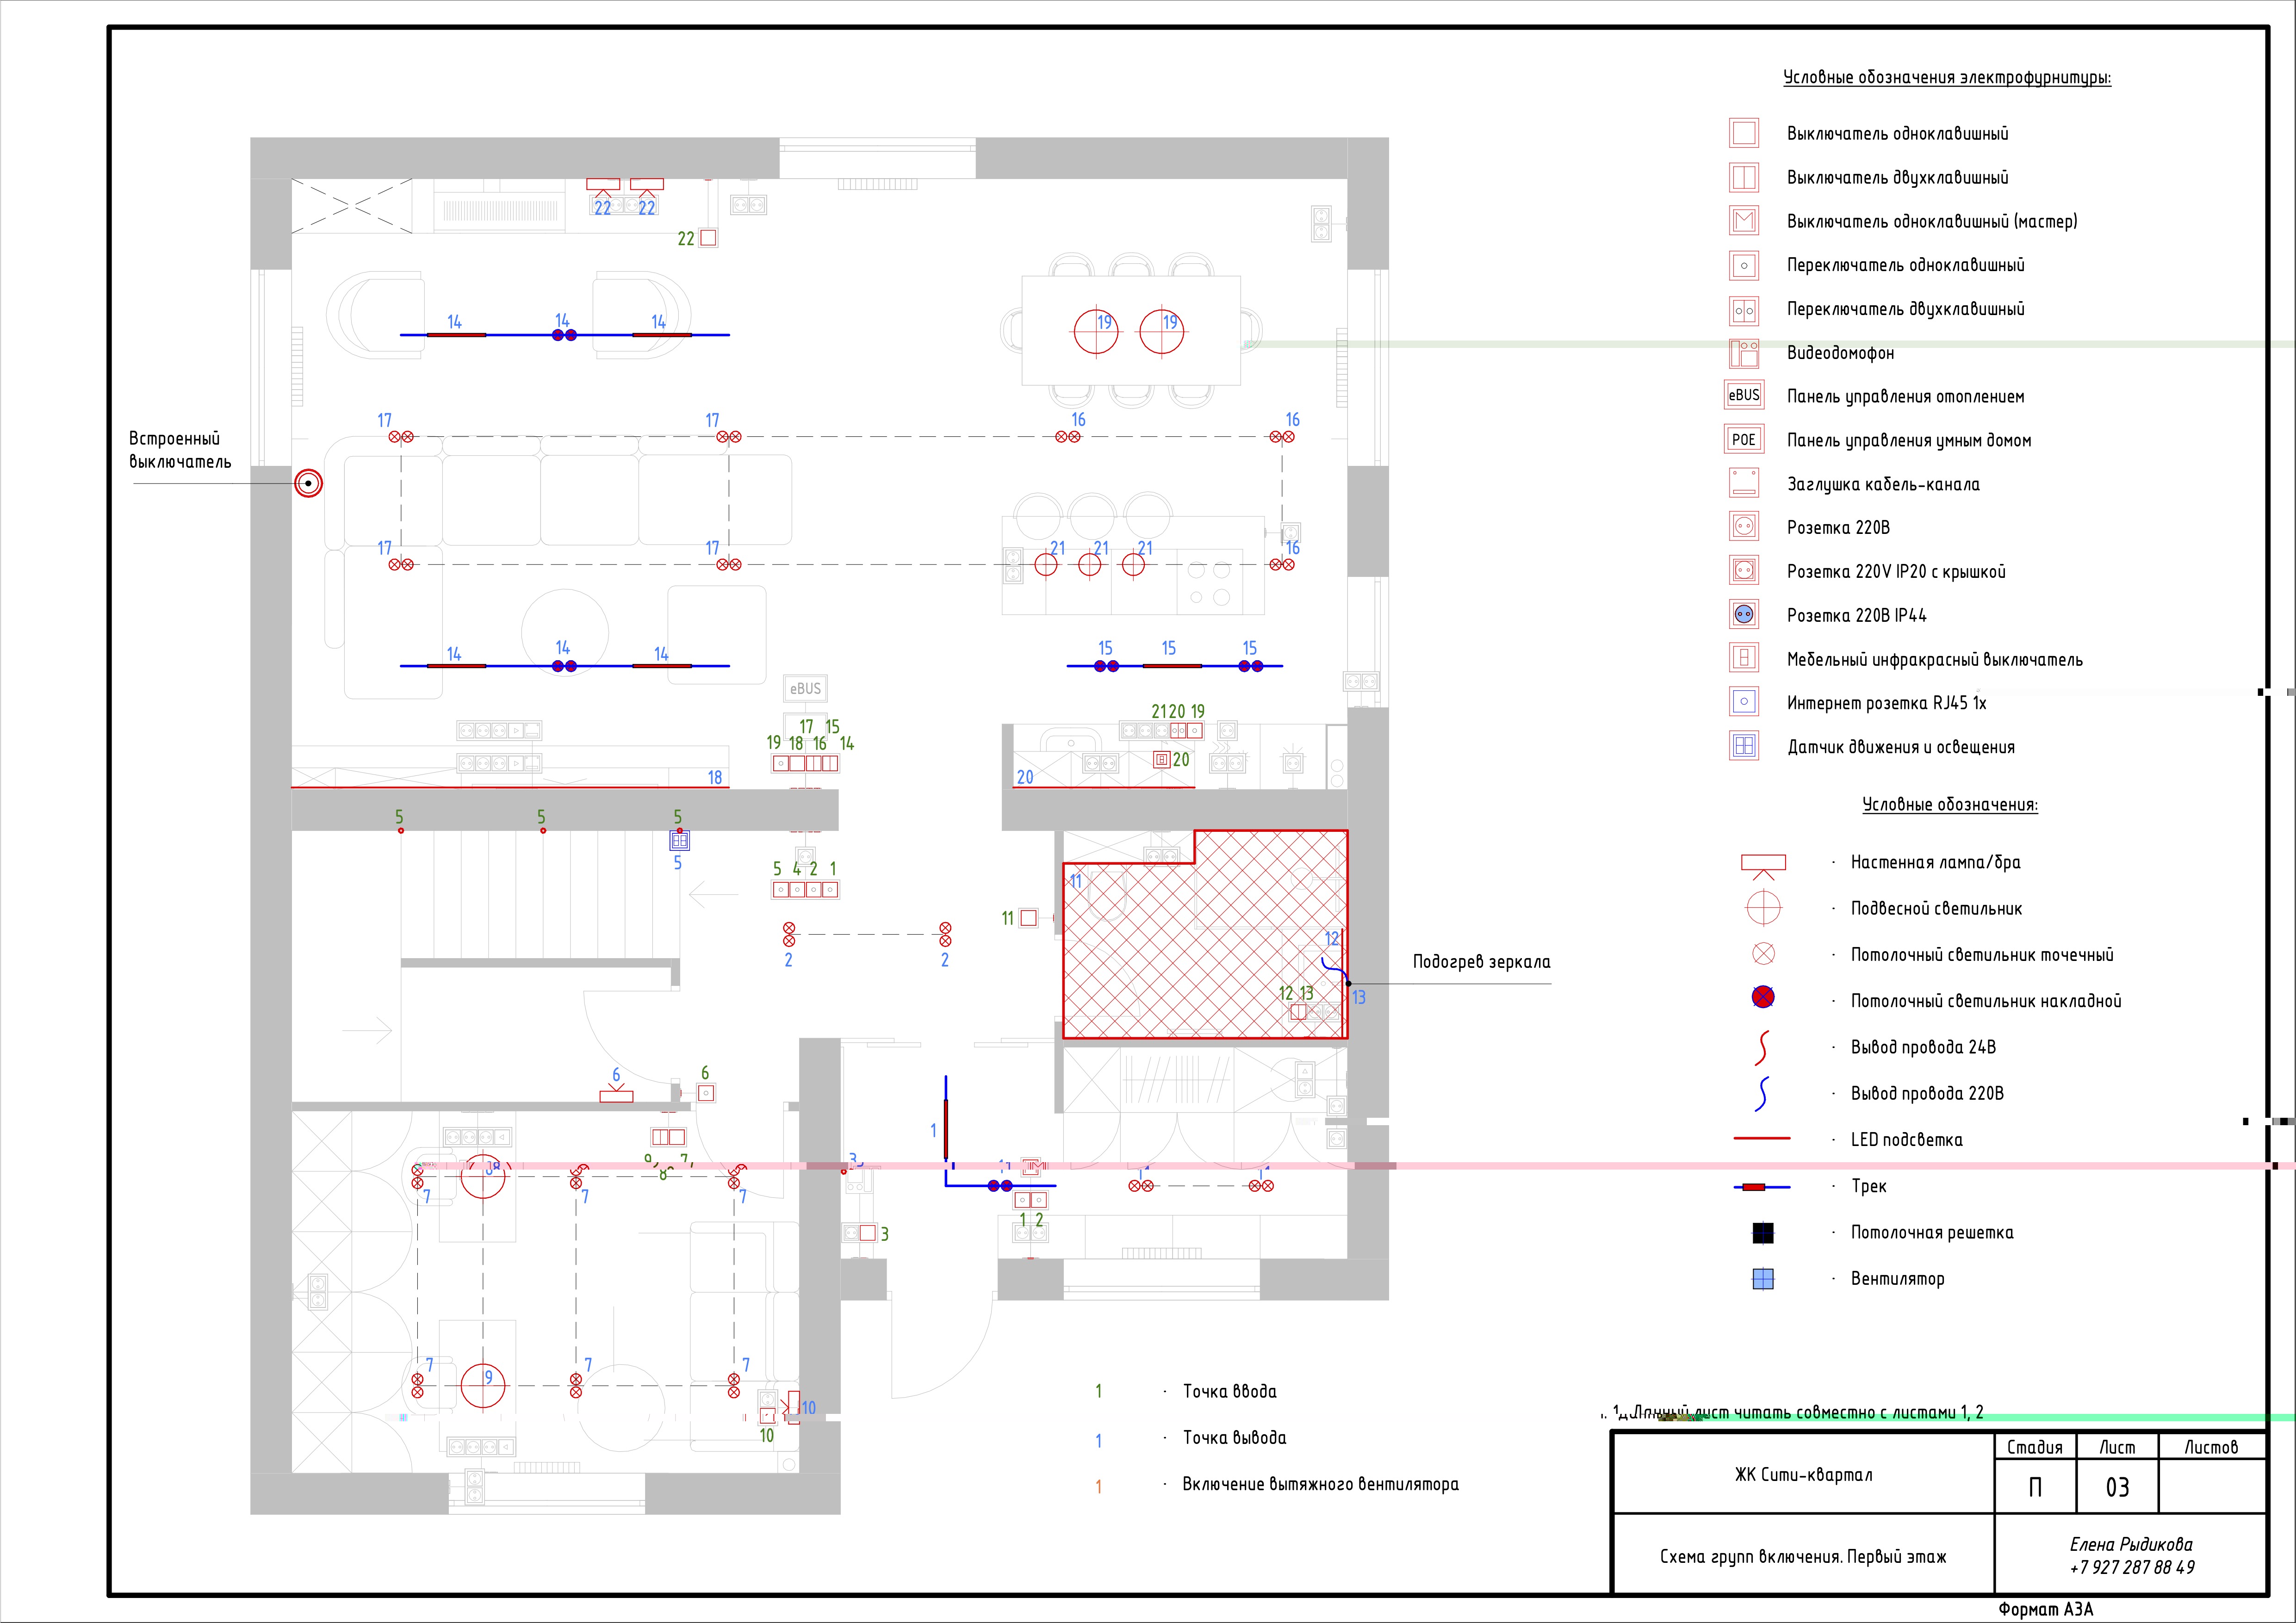 Условные обозначения электрофурнитуры:
Выключатель одноклавишный
Выключатель двухклавишный
Выключатель одноклавишный (мастер)
Переключатель одноклавишный
Переключатель двухклавишный
Видеодомофон
eBUS Панель управления отоплением
POE Панель управления умным домом
Заглушка кабель-канала
Розетка 220В
Розетка 220V IP20 с крышкой
Розетка 220В IP44
Мебельный инфракрасный выключатель
Интернет розетка RJ45 1x
Датчик движения и освещения
Условные обозначения:
- Настенная лампа/бра
- Подвесной светильник
- Потолочный светильник точечный
- Потолочный светильник накладной
- Вывод провода 24В
- Вывод провода 220В
- LED подсветка
- Трек
- Потолочная решетка
- Вентилятор
22 22
22
14 14 14
19 19
17 17 16 16
Встроенный
выключатель
17 17 21 21 21 16
14 14 14 15 15 15
eBUS
17 15
19 18 16 14
21 20 19
20
18 20
5 5 5
5
5 4 2 1
11
11
2 2
12
Подогрев зеркала
12 13
13
6 6
1
8
7 7 7
1 2
3
7 7 7
9
10
10
1 - Точка ввода
1 - Точка вывода
1 - Включение вытяжного вентилятора
1. Данный лист читать совместно с листами 1, 2
ЖК Сити-квартал
Стадия Лист Листов
П 03
Схема групп включения. Первый этаж
Елена Рыдикова
+7 927 287 88 49
Формат А3А